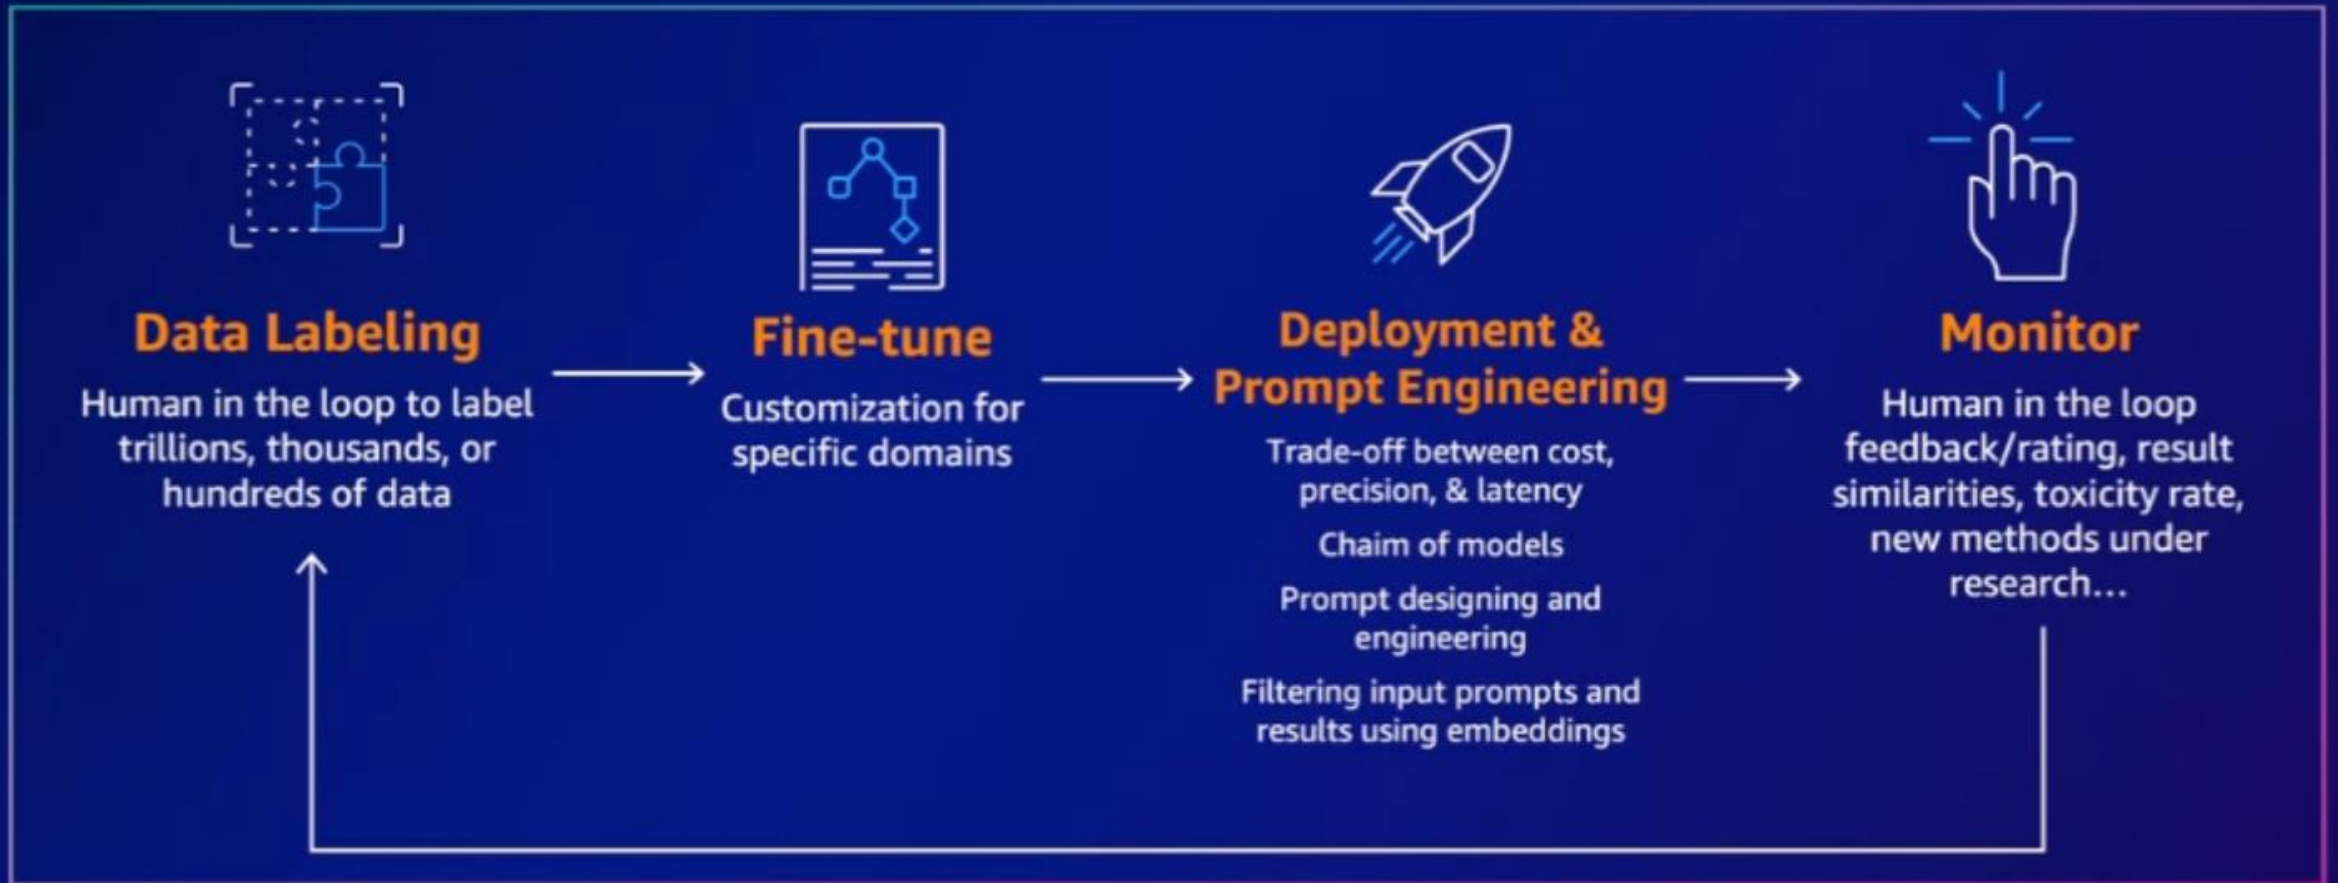 Data Labeling
Human in the loop to label
trillions, thousands, or
hundreds of data
Fine-tune
Customization for
specific domains
Deployment &
Prompt Engineering
Trade-off between cost,
precision, & latency
Chaim of models
Prompt designing and
engineering
Filtering input prompts and
results using embeddings
Monitor
Human in the loop
feedback/rating, result
similarities, toxicity rate,
new methods under
research...